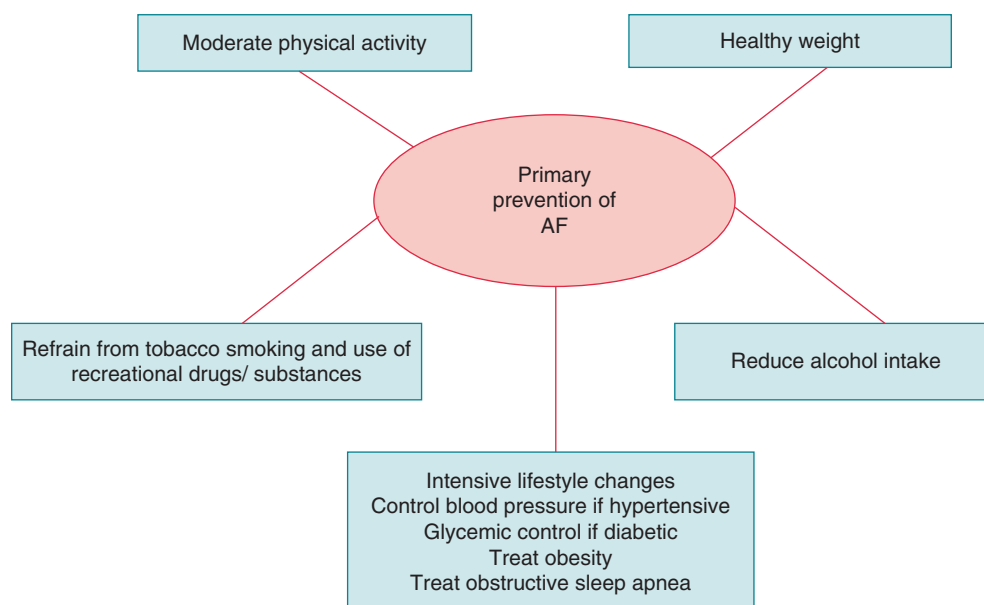 Moderate physical activity
Healthy weight
Primary
prevention of
AF
Refrain from tobacco smoking and use of
recreational drugs/ substances
Reduce alcohol intake
Intensive lifestyle changes
Control blood pressure if hypertensive
Glycemic control if diabetic
Treat obesity
Treat obstructive sleep apnea